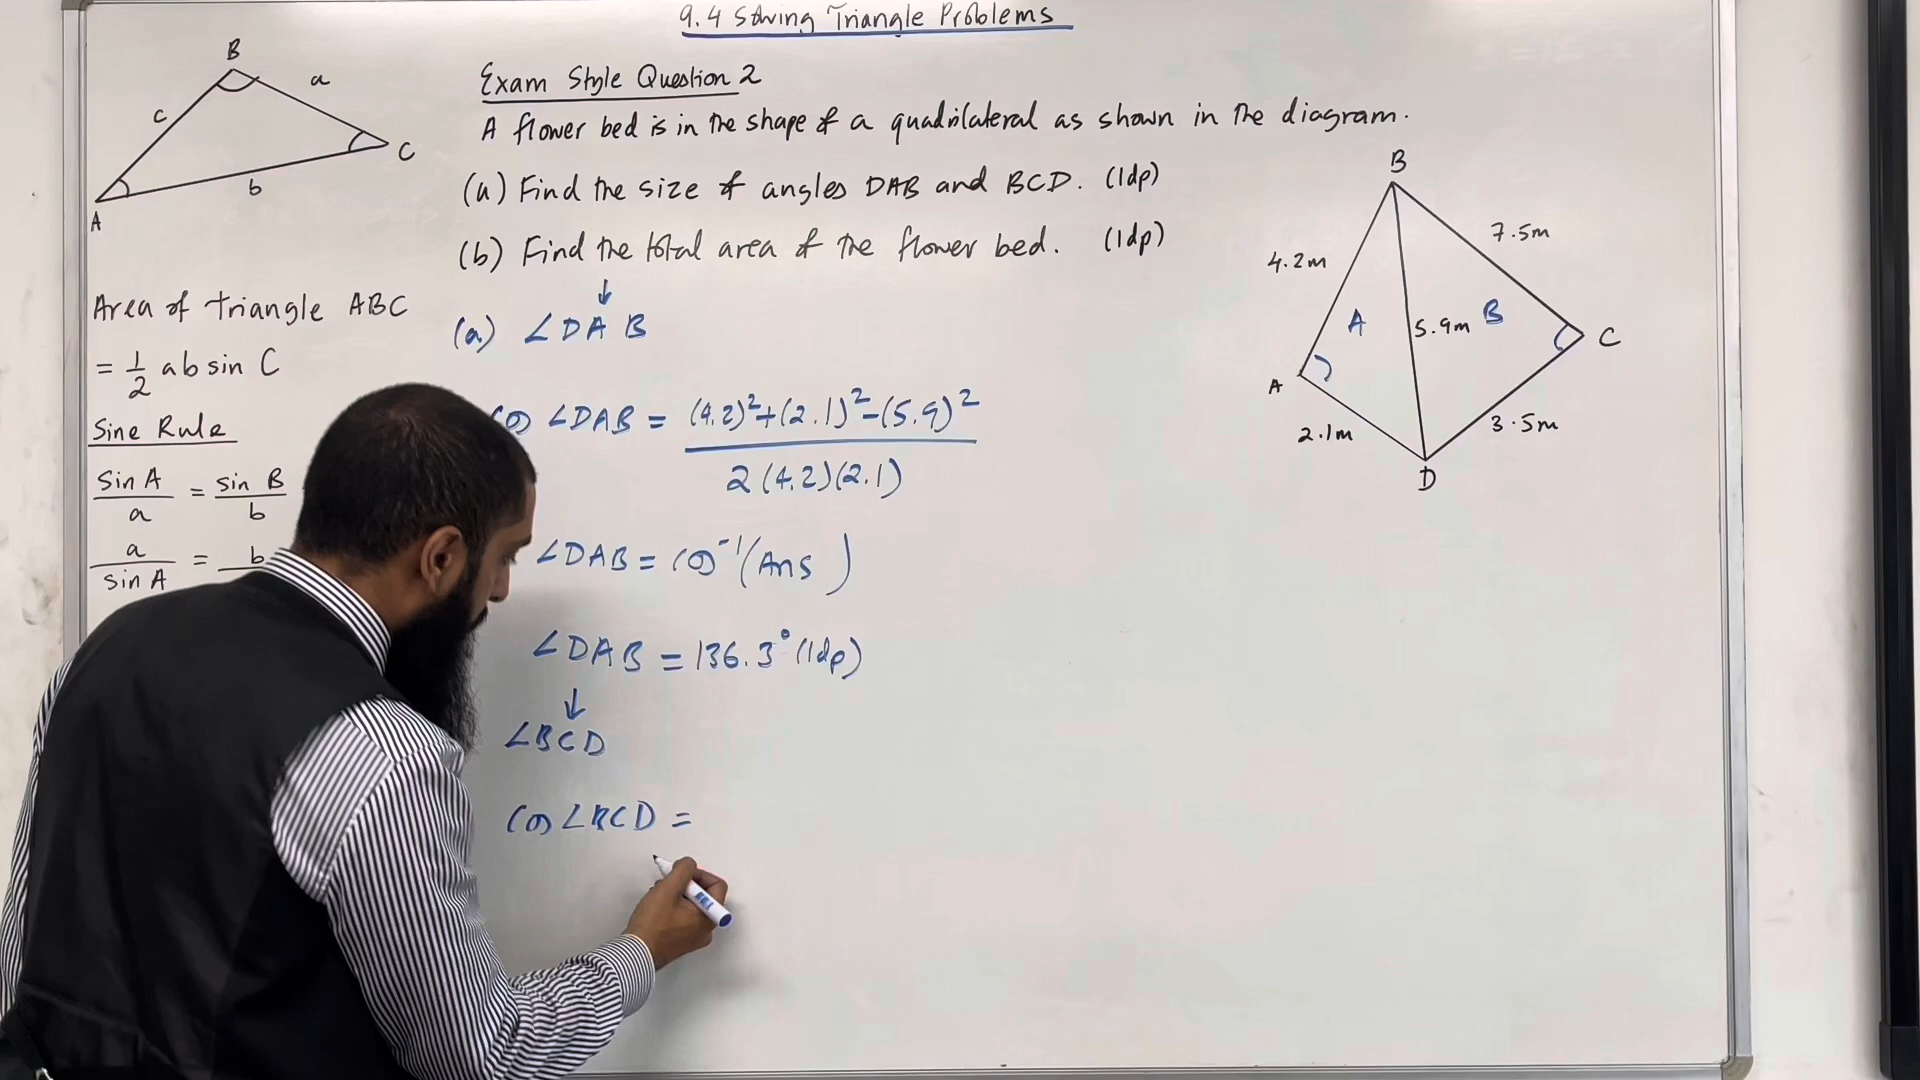 9.4 Solving Triangle Problems
B
a
c
C
b
A
Exam Style Question 2
A flower bed is in the shape of a quadrilateral as shown in the diagram.
(a) Find the size of angles DAB and BCD. (1dp)
(b) Find the total area of the flower bed. (1dp)
B
7.5m
4.2m
A
5.9m
B
C
A
2.1m
3.5m
D
Area of triangle ABC
= 1/2 ab sin C
Sine Rule
Sin A / a = sin B / b
a / sin A = b
↓
(a) ∠DAB
∠DAB = (4.2)²+(2.1)²-(5.9)² / 2(4.2)(2.1)
∠DAB = cos⁻¹(Ans )
∠DAB = 136.3° (1dp)
↓
∠BCD
Cos ∠BCD =